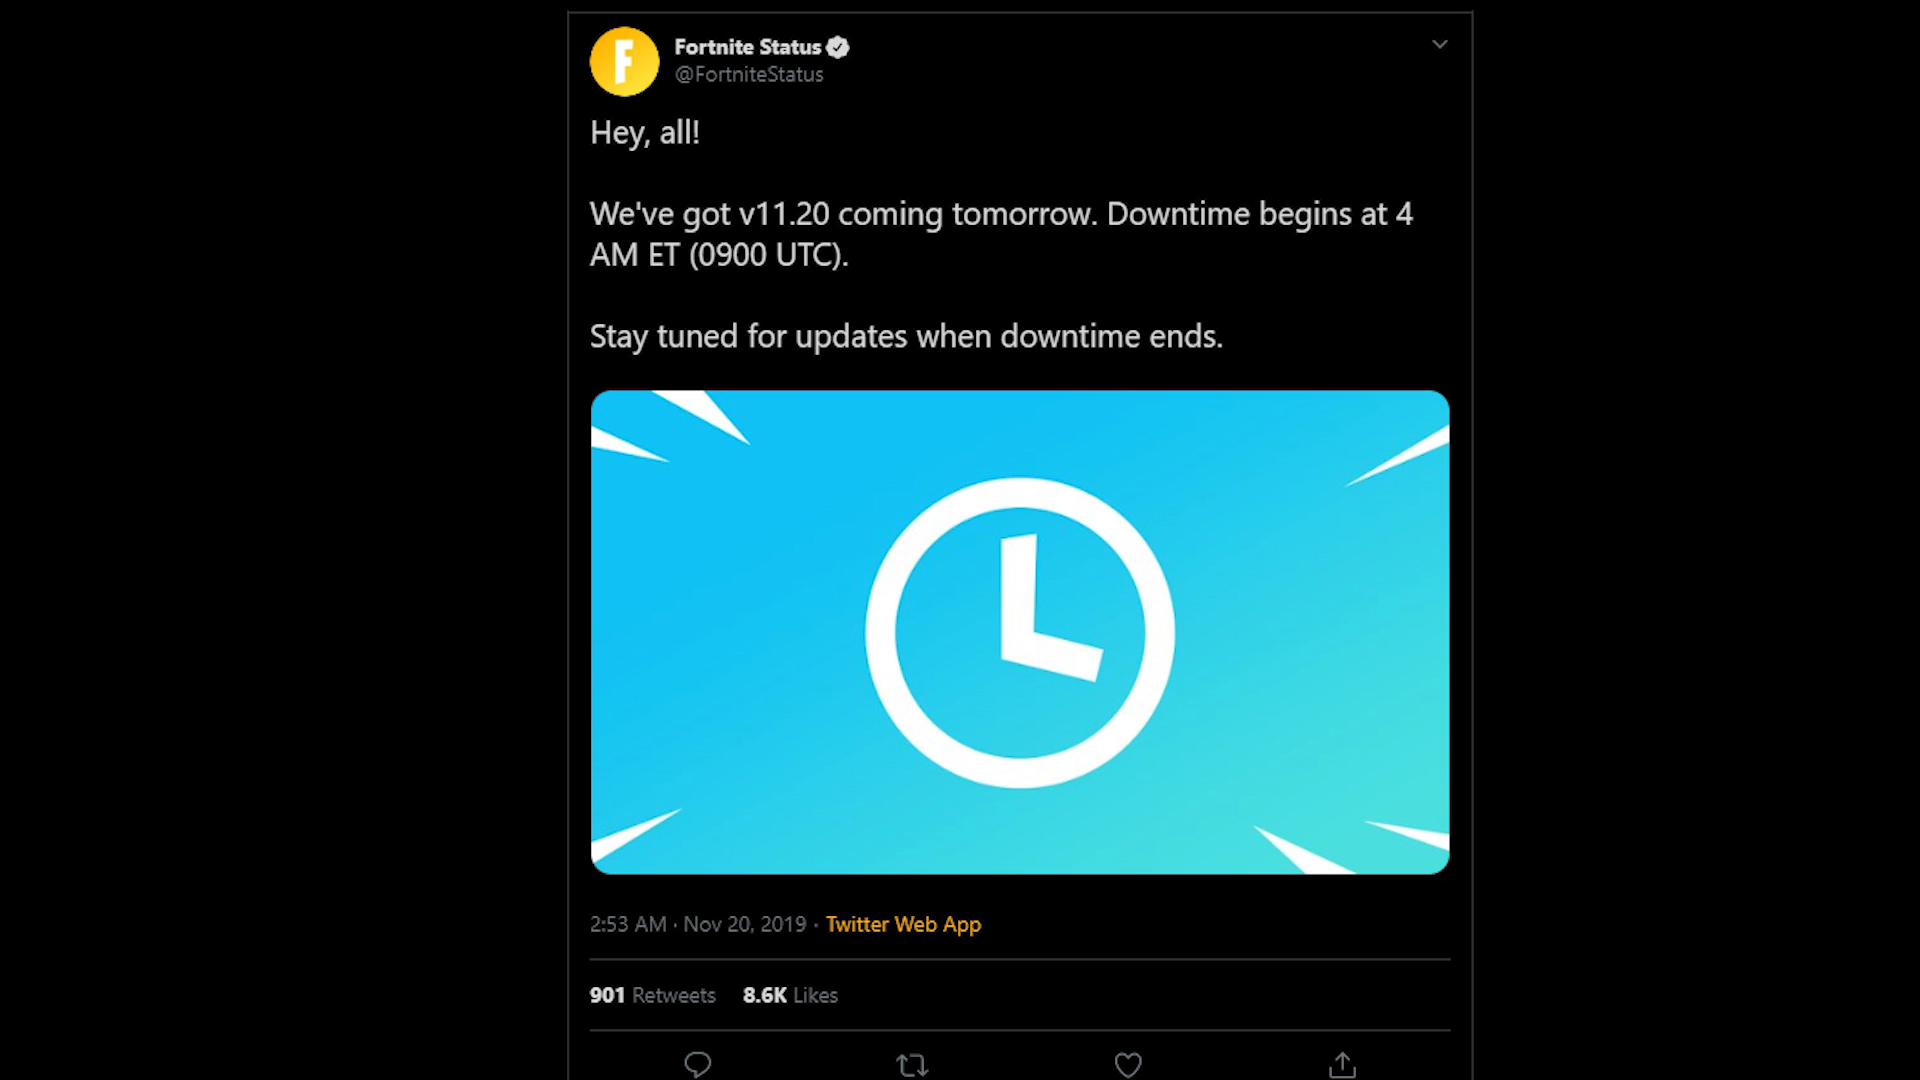 F
Fortnite Status
@FortniteStatus
Hey, all!
We've got v11.20 coming tomorrow. Downtime begins at 4
AM ET (0900 UTC).
Stay tuned for updates when downtime ends.
2:53 AM · Nov 20, 2019 · Twitter Web App
901 Retweets 8.6K Likes